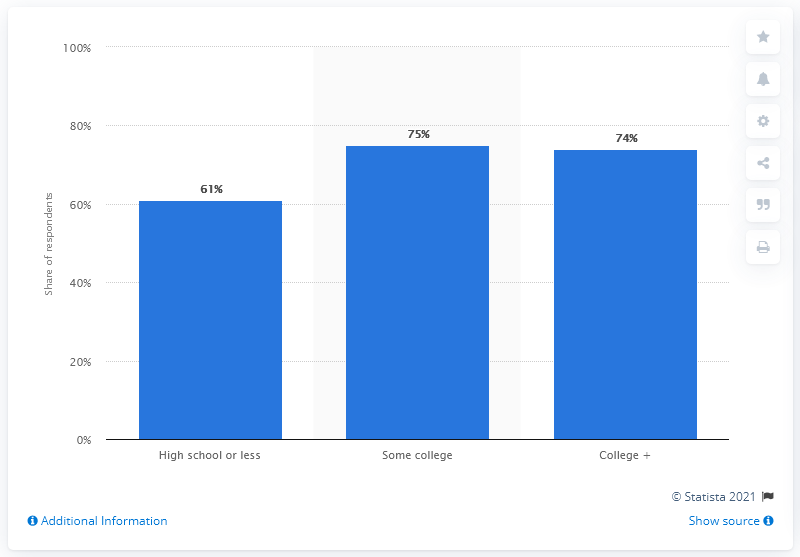 100%
80%
60%
40%
20%
0%
Share of respondents
61%
75%
74%
High school or less
Some college
College +
© Statista 2021
Additional Information
Show source